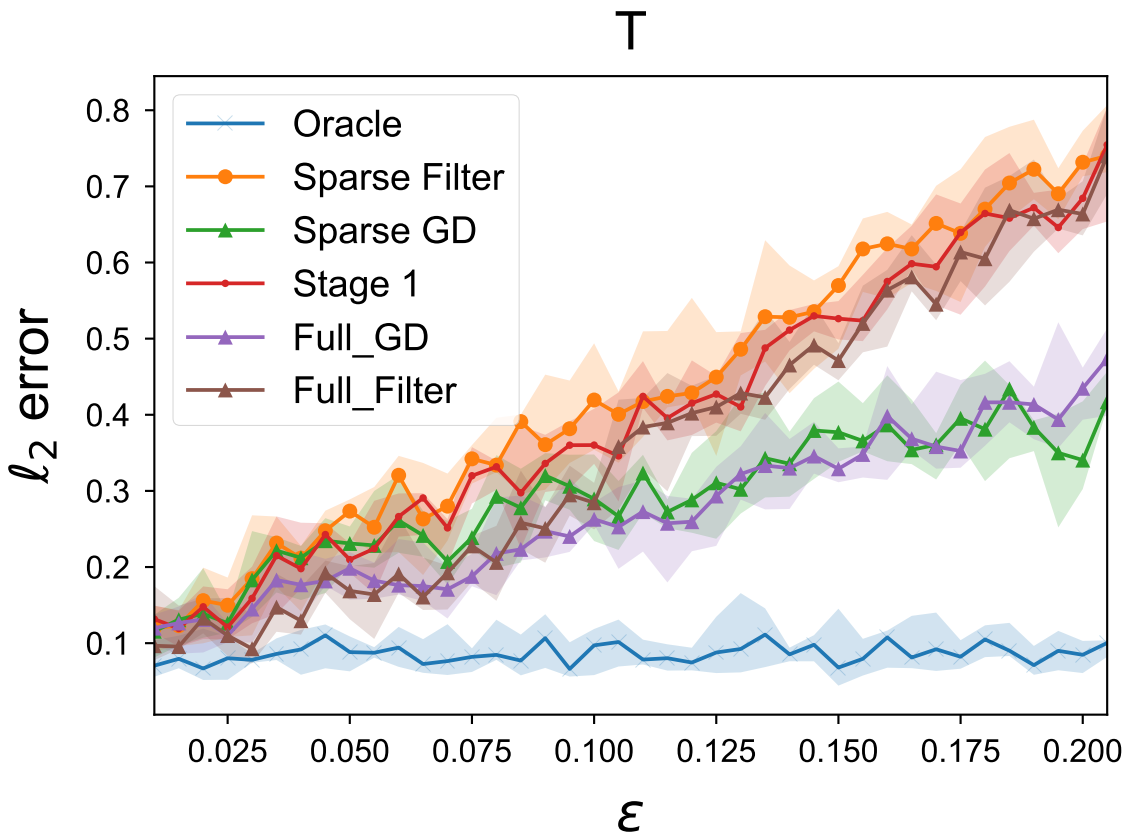 T
0.8
0.7
0.6
0.5
0.4
0.3
0.2
0.1
ℓ₂ error
Oracle
Sparse Filter
Sparse GD
Stage 1
Full_GD
Full_Filter
0.025 0.050 0.075 0.100 0.125 0.150 0.175 0.200
ε